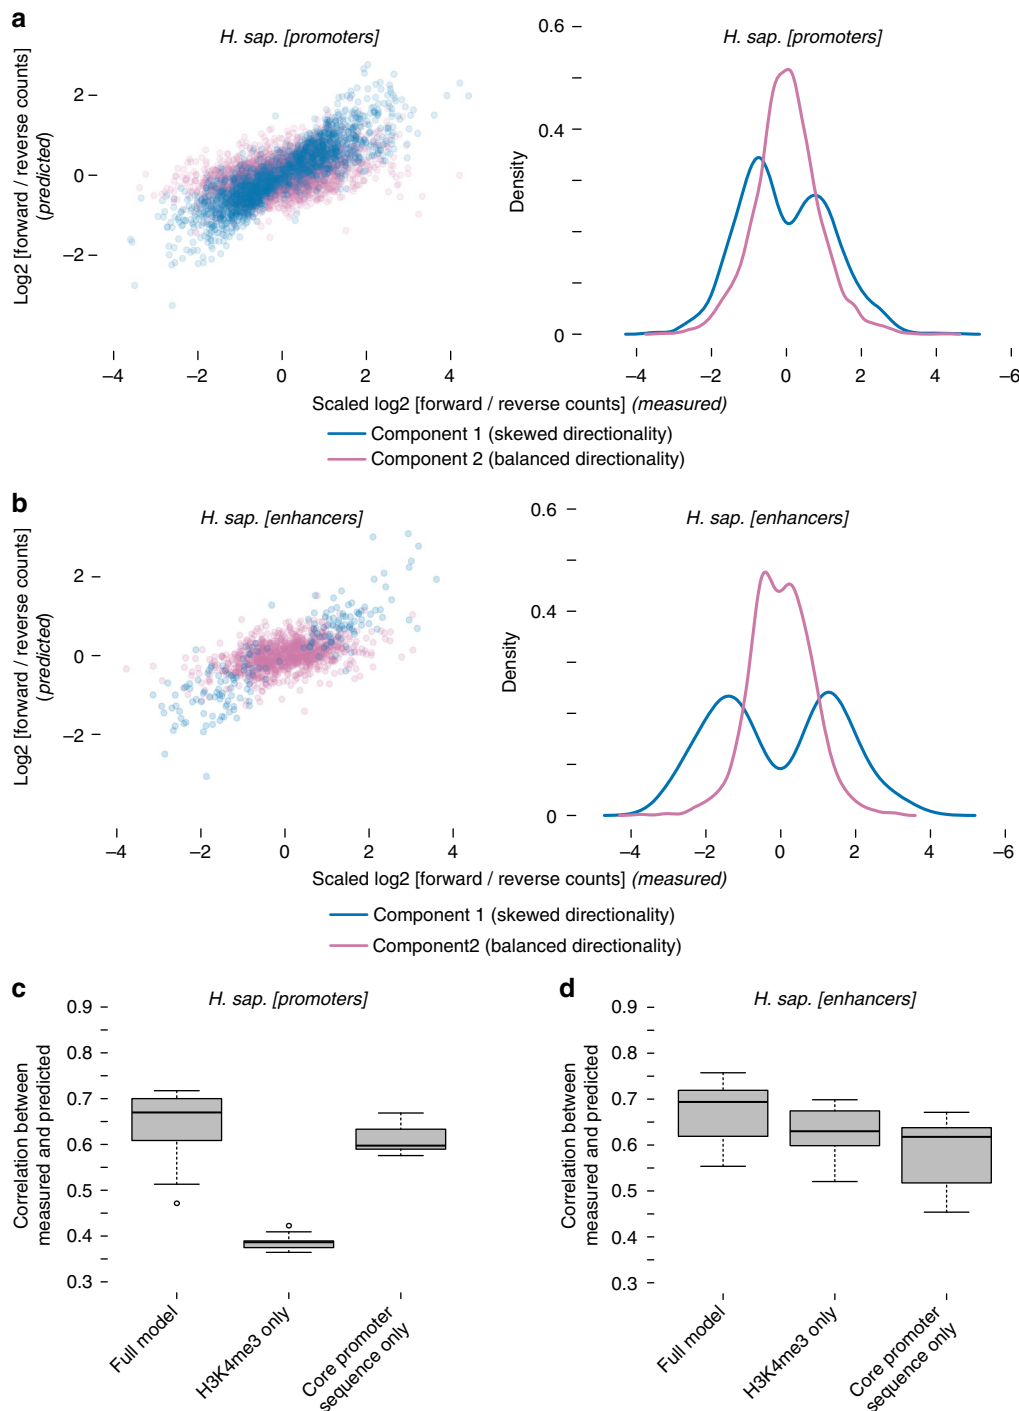 a
H. sap. [promoters]
Log2 [forward / reverse counts]
(predicted)
2
0
−2
−4
−2
0
2
4
H. sap. [promoters]
Density
0.6
0.4
0
−4
−2
0
2
4
−6
Scaled log2 [forward / reverse counts] (measured)
Component 1 (skewed directionality)
Component 2 (balanced directionality)
b
H. sap. [enhancers]
Log2 [forward / reverse counts]
(predicted)
2
0
−2
−4
−2
0
2
4
H. sap. [enhancers]
Density
0.6
0.4
0
−4
−2
0
2
4
−6
Scaled log2 [forward / reverse counts] (measured)
Component 1 (skewed directionality)
Component2 (balanced directionality)
c
H. sap. [promoters]
Correlation between
measured and predicted
0.9
0.8
0.7
0.6
0.5
0.4
0.3
Full model
H3K4me3 only
Core promoter
sequence only
d
H. sap. [enhancers]
Correlation between
measured and predicted
0.9
0.8
0.7
0.6
0.5
0.4
0.3
Full model
H3K4me3 only
Core promoter
sequence only